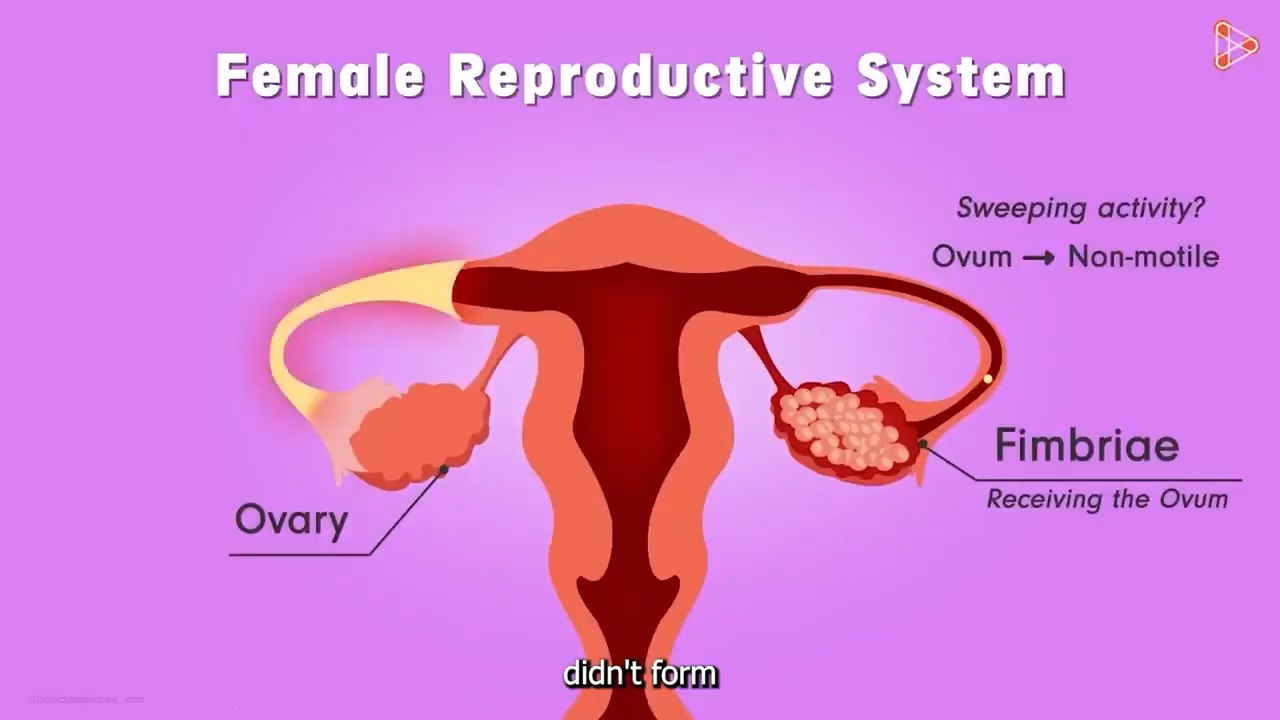 Female Reproductive System
Sweeping activity?
Ovum → Non-motile
Fimbriae
Receiving the Ovum
Ovary
didn't form